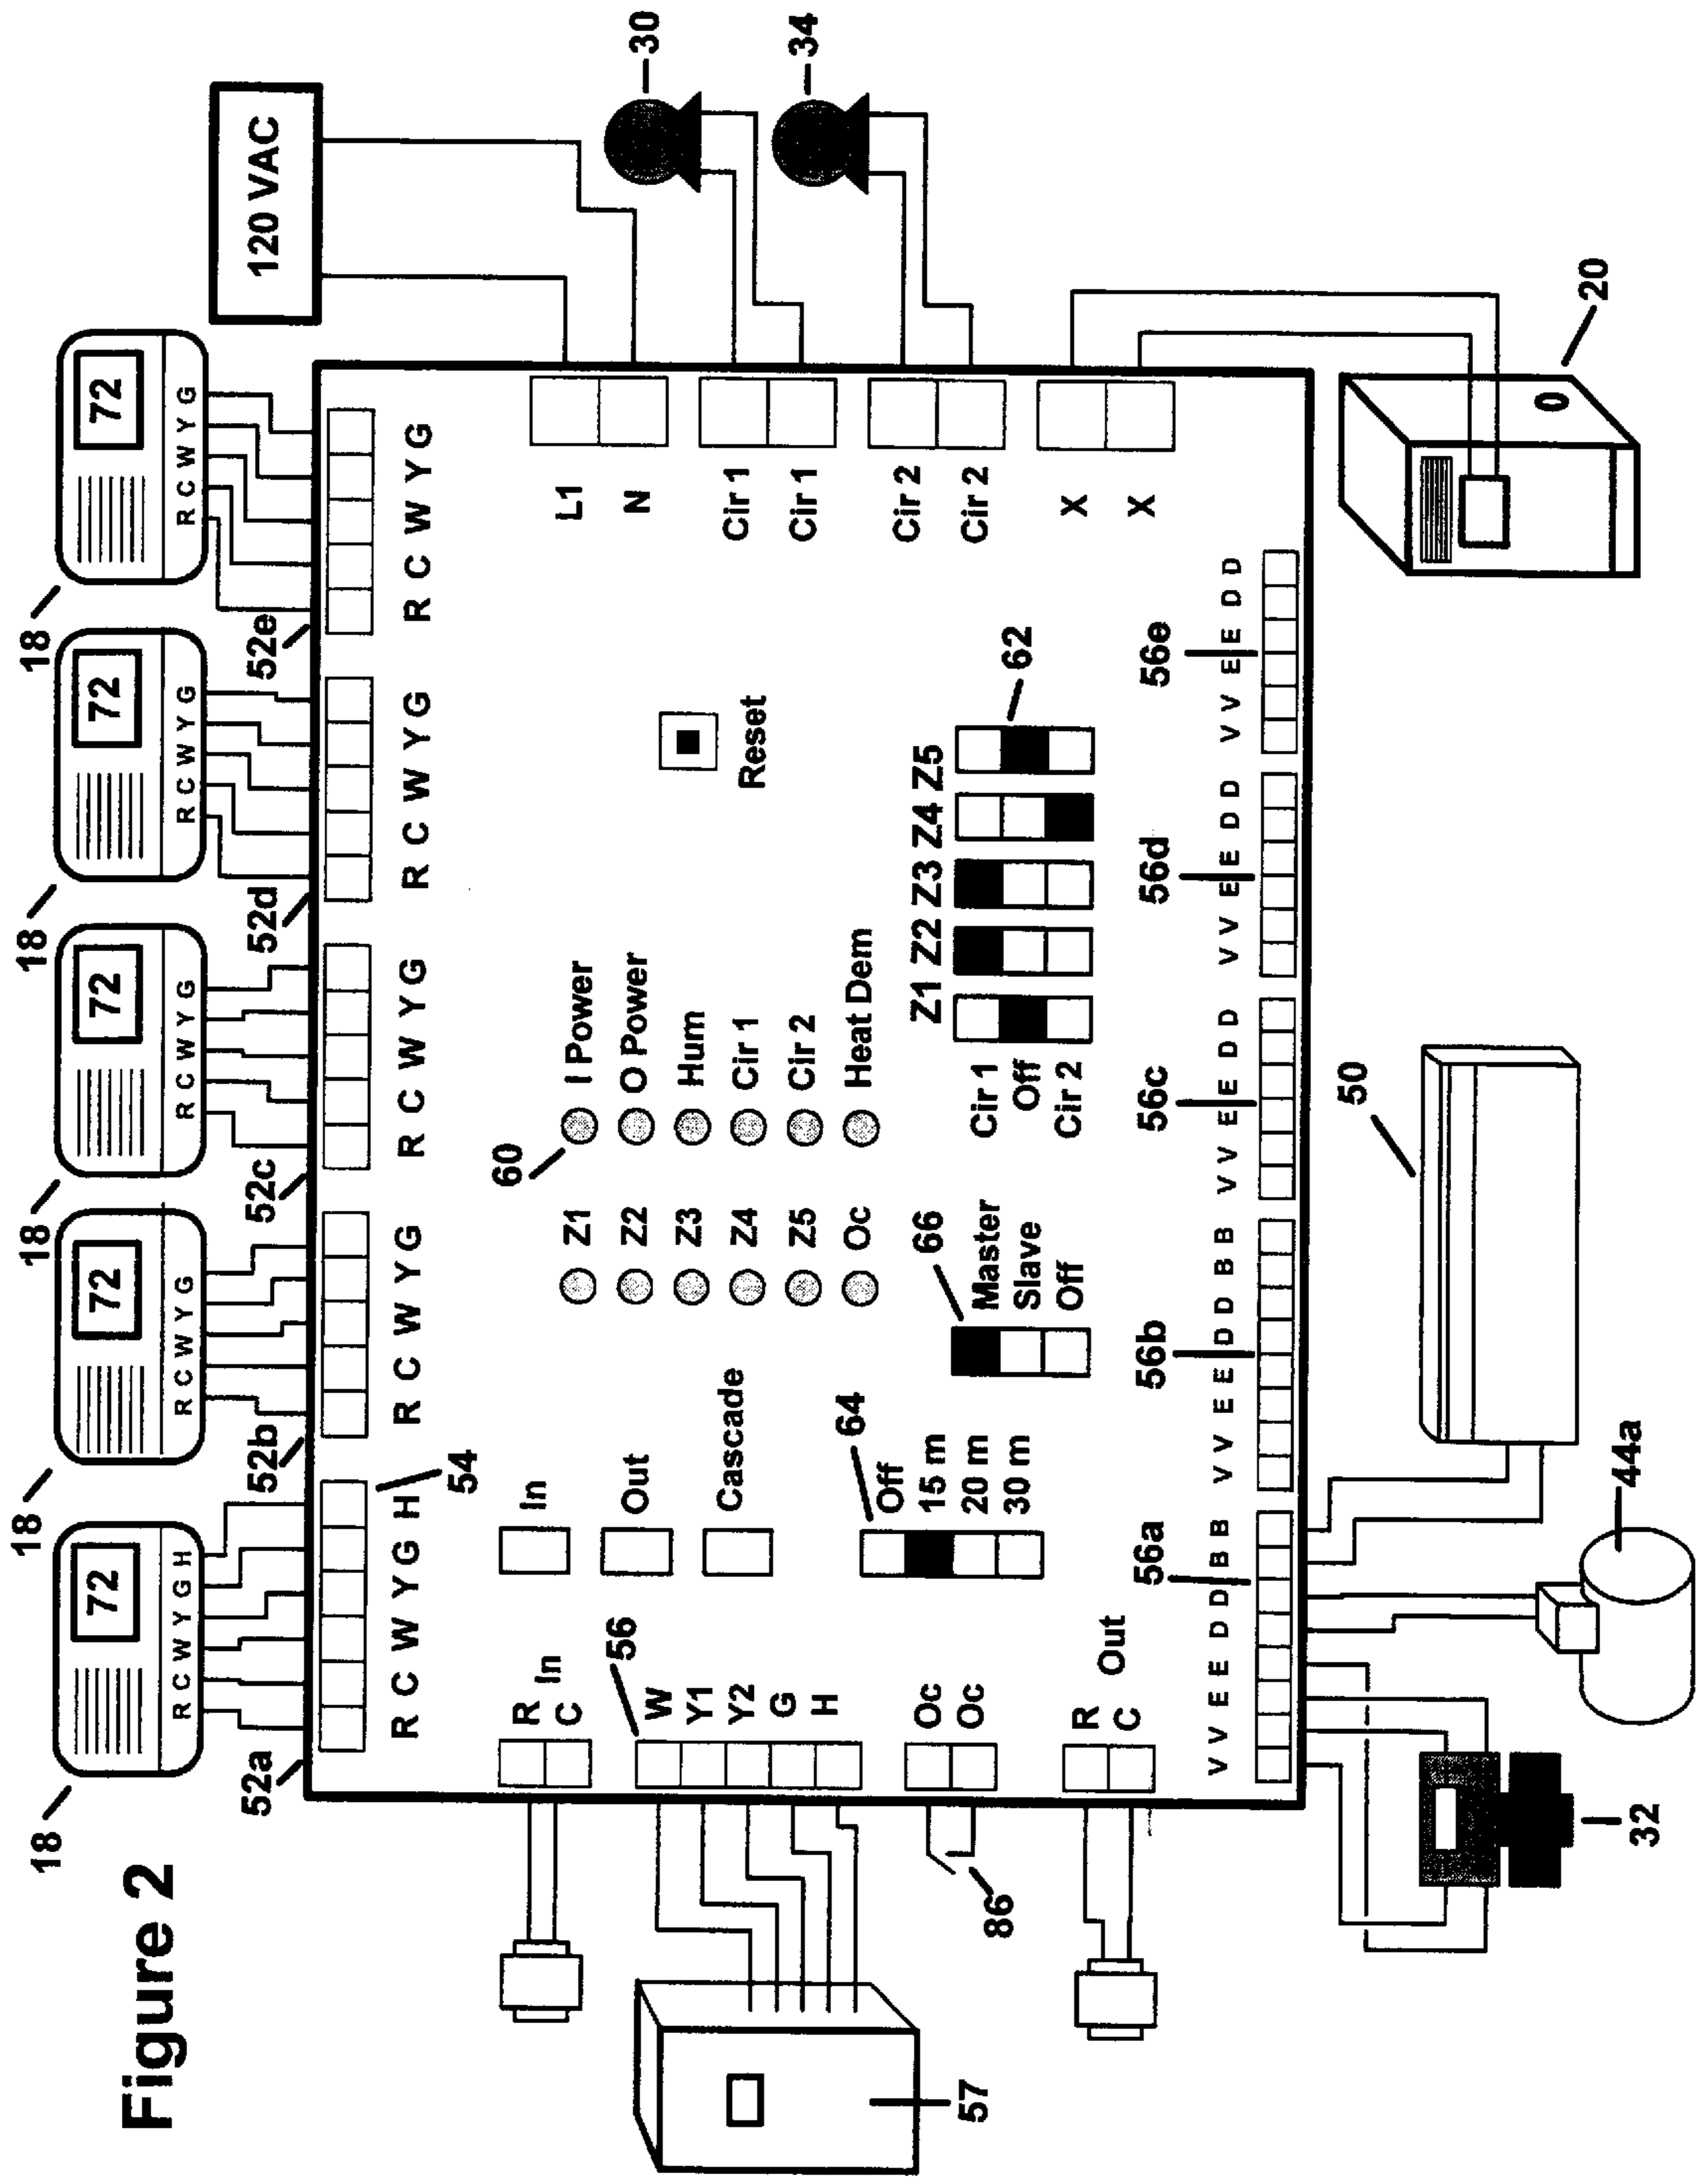 Figure 2
18
18
18
18
18
72
72
72
72
72
R C W Y G H
R C W Y G
R C W Y G
R C W Y G
R C W Y G
120 VAC
52a
52b
52c
52d
52e
R C W Y G H
R C W Y G
R C W Y G
R C W Y G
R C W Y G
54
R
C
In
In
Out
Cascade
60
Z1
Z2
Z3
Z4
Z5
Oc
I Power
O Power
Hum
Cir 1
Cir 2
Heat Dem
Reset
L1
N
Cir 1
Cir 1
Cir 2
Cir 2
X
X
30
34
56
W
Y1
Y2
G
H
57
Oc
Oc
86
64
Off
15 m
20 m
30 m
66
Master
Slave
Off
Z1 Z2 Z3 Z4 Z5
Cir 1
Off
Cir 2
62
R
C
Out
56a
56b
56c
56d
56e
V V E E D D B B
V V E E D D B B
V V E E D D
V V E E D D
V V E E D D
32
44a
50
20
0